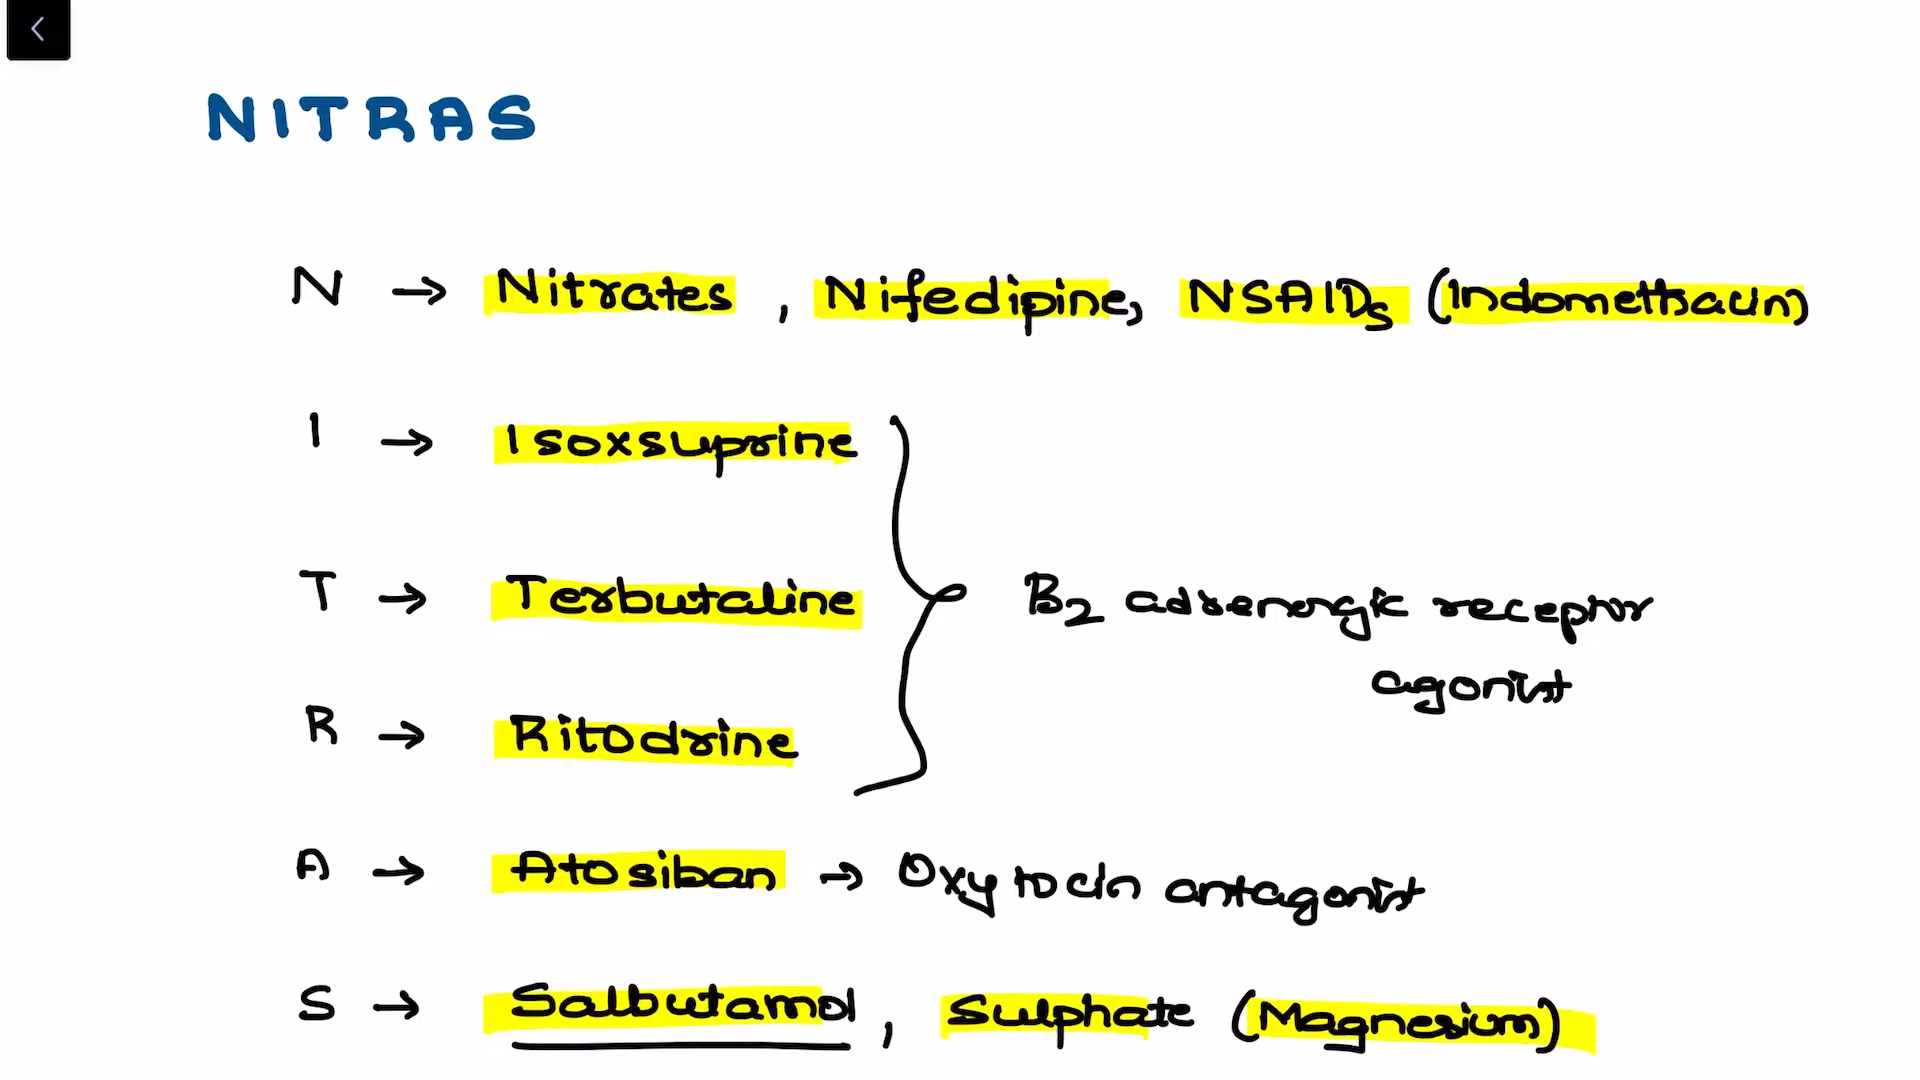 NITRAS
N → Nitrates, Nifedipine, NSAIDs (Indomethacin)
I → Isoxsuprine
T → Terbutaline
B2 adrenergic receptor
agonist
R → Ritodrine
A → Atosiban → Oxytocin antagonist
S → Salbutamol, Sulphate (Magnesium)